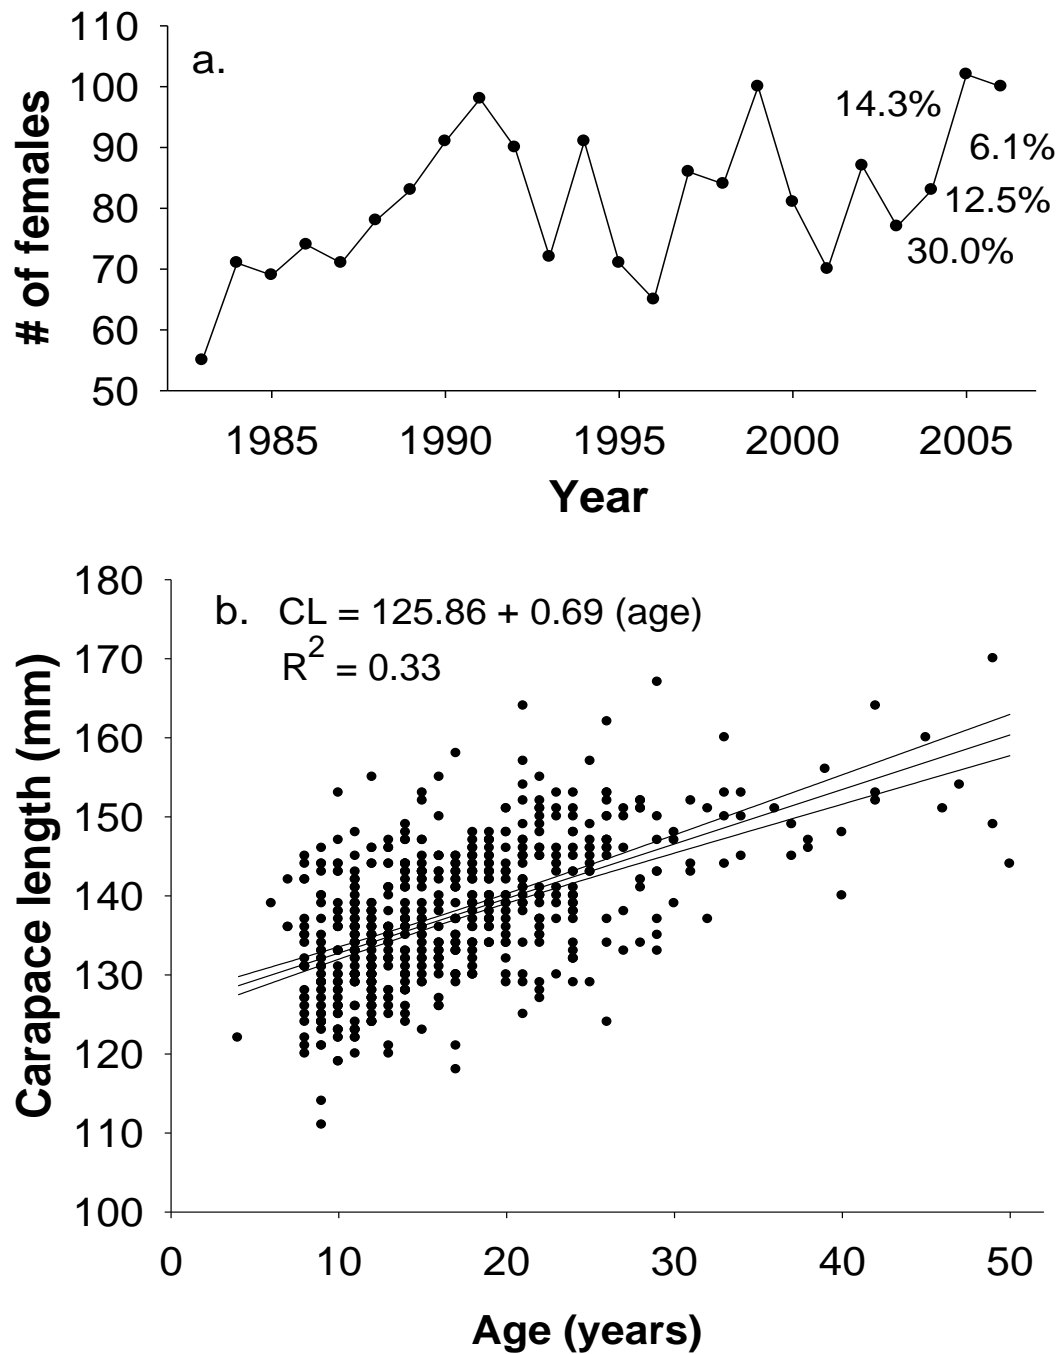 110
100
90
80
70
60
50
# of females
a.
14.3%
6.1%
12.5%
30.0%
1985 1990 1995 2000 2005
Year
180
170
160
150
140
130
120
110
100
Carapace length (mm)
b. CL = 125.86 + 0.69 (age)
R² = 0.33
0 10 20 30 40 50
Age (years)